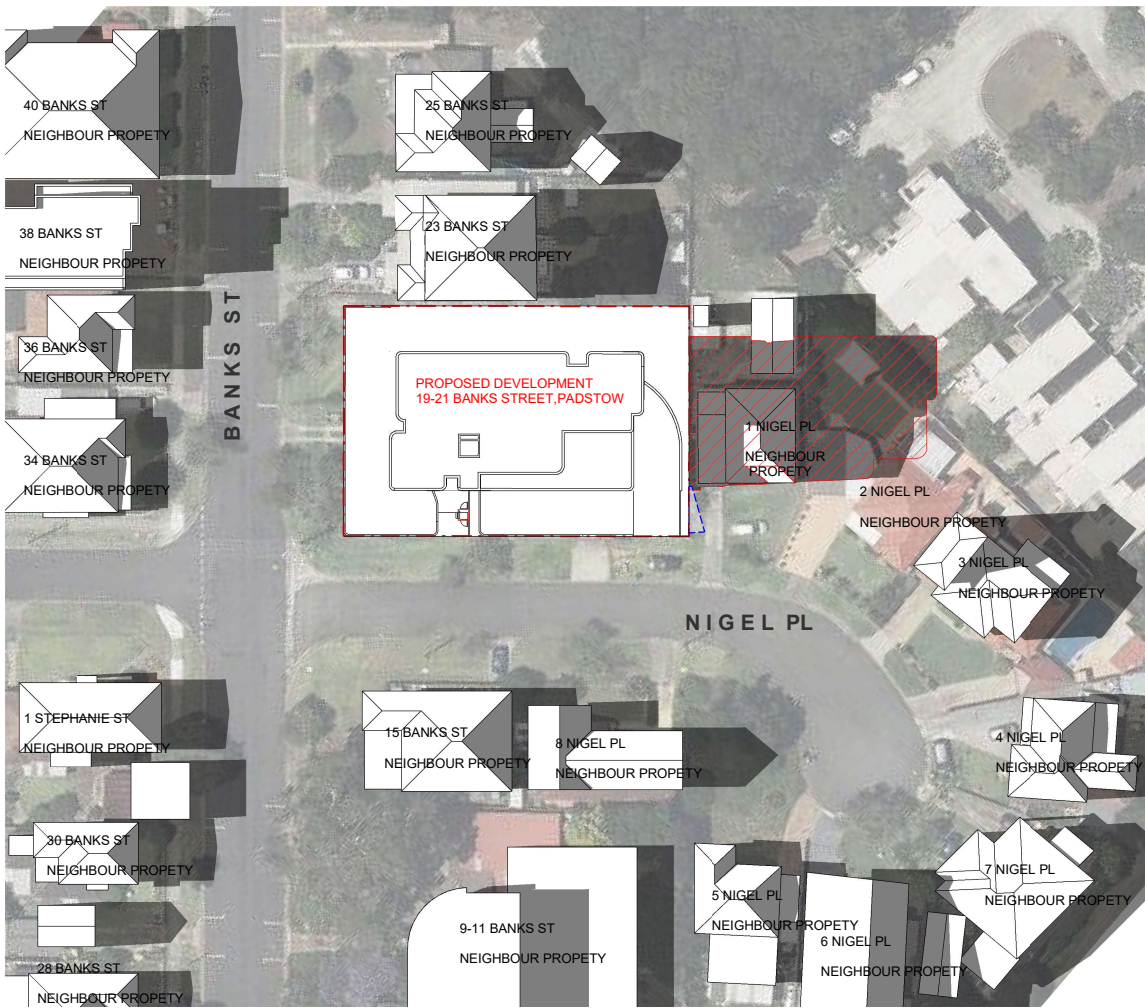 40 BANKS ST
NEIGHBOUR PROPETY
25 BANKS ST
NEIGHBOUR PROPETY
38 BANKS ST
NEIGHBOUR PROPETY
23 BANKS ST
NEIGHBOUR PROPETY
BANKS ST
36 BANKS ST
NEIGHBOUR PROPETY
PROPOSED DEVELOPMENT
19-21 BANKS STREET,PADSTOW
1 NIGEL PL
NEIGHBOUR
PROPETY
34 BANKS ST
NEIGHBOUR PROPETY
2 NIGEL PL
NEIGHBOUR PROPETY
3 NIGEL PL
NEIGHBOUR PROPETY
NIGEL PL
1 STEPHANIE ST
NEIGHBOUR PROPETY
15 BANKS ST
NEIGHBOUR PROPETY
8 NIGEL PL
NEIGHBOUR PROPETY
4 NIGEL PL
NEIGHBOUR PROPETY
30 BANKS ST
NEIGHBOUR PROPETY
5 NIGEL PL
NEIGHBOUR PROPETY
7 NIGEL PL
NEIGHBOUR PROPETY
9-11 BANKS ST
NEIGHBOUR PROPETY
6 NIGEL PL
NEIGHBOUR PROPETY
28 BANKS ST
NEIGHBOUR PROPETY